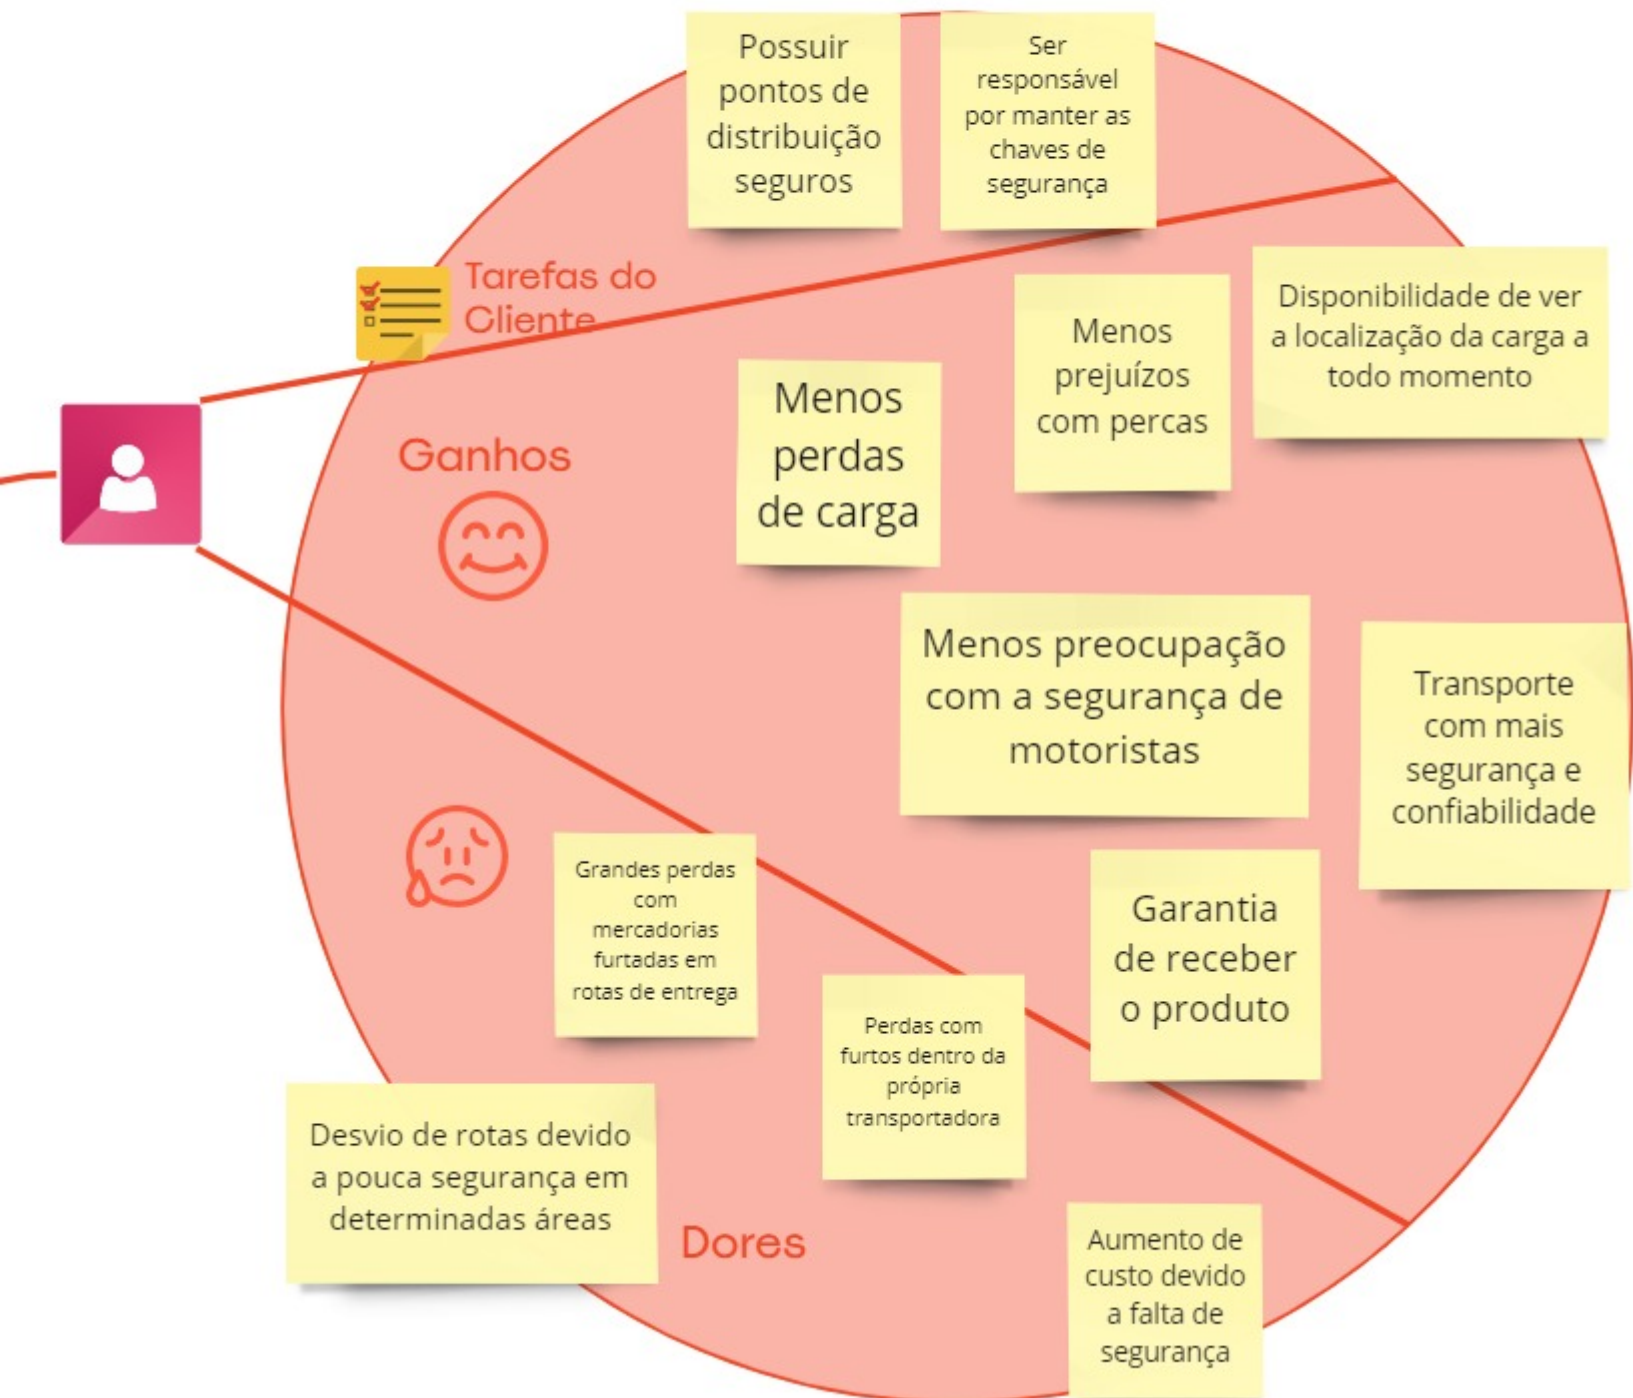 Possuir
pontos de
distribuição
seguros
Ser
responsável
por manter as
chaves de
segurança
Tarefas do
Cliente
Disponibilidade de ver
a localização da carga a
todo momento
Menos
prejuízos
com percas
Menos
perdas
de carga
Ganhos
Menos preocupação
com a segurança de
motoristas
Transporte
com mais
segurança e
confiabilidade
Grandes perdas
com
mercadorias
furtadas em
rotas de entrega
Garantia
de receber
o produto
Perdas com
furtos dentro da
própria
transportadora
Desvio de rotas devido
a pouca segurança em
determinadas áreas
Dores
Aumento de
custo devido
a falta de
segurança